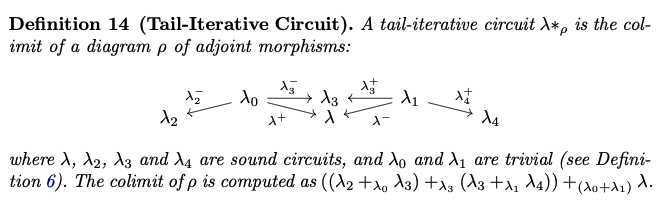 Definition 14 (Tail-Iterative Circuit). A tail-iterative circuit λ*ρ is the col-
imit of a diagram ρ of adjoint morphisms:
λ₂⁻ λ₀ λ₃⁻ λ₃ λ₃⁺ λ₁ λ₄⁺
λ₂ λ⁺ λ λ⁻ λ₄
where λ, λ₂, λ₃ and λ₄ are sound circuits, and λ₀ and λ₁ are trivial (see Defini-
tion 6). The colimit of ρ is computed as ((λ₂ +λ₀ λ₃) +λ₃ (λ₃ +λ₁ λ₄)) +(λ₀+λ₁) λ.